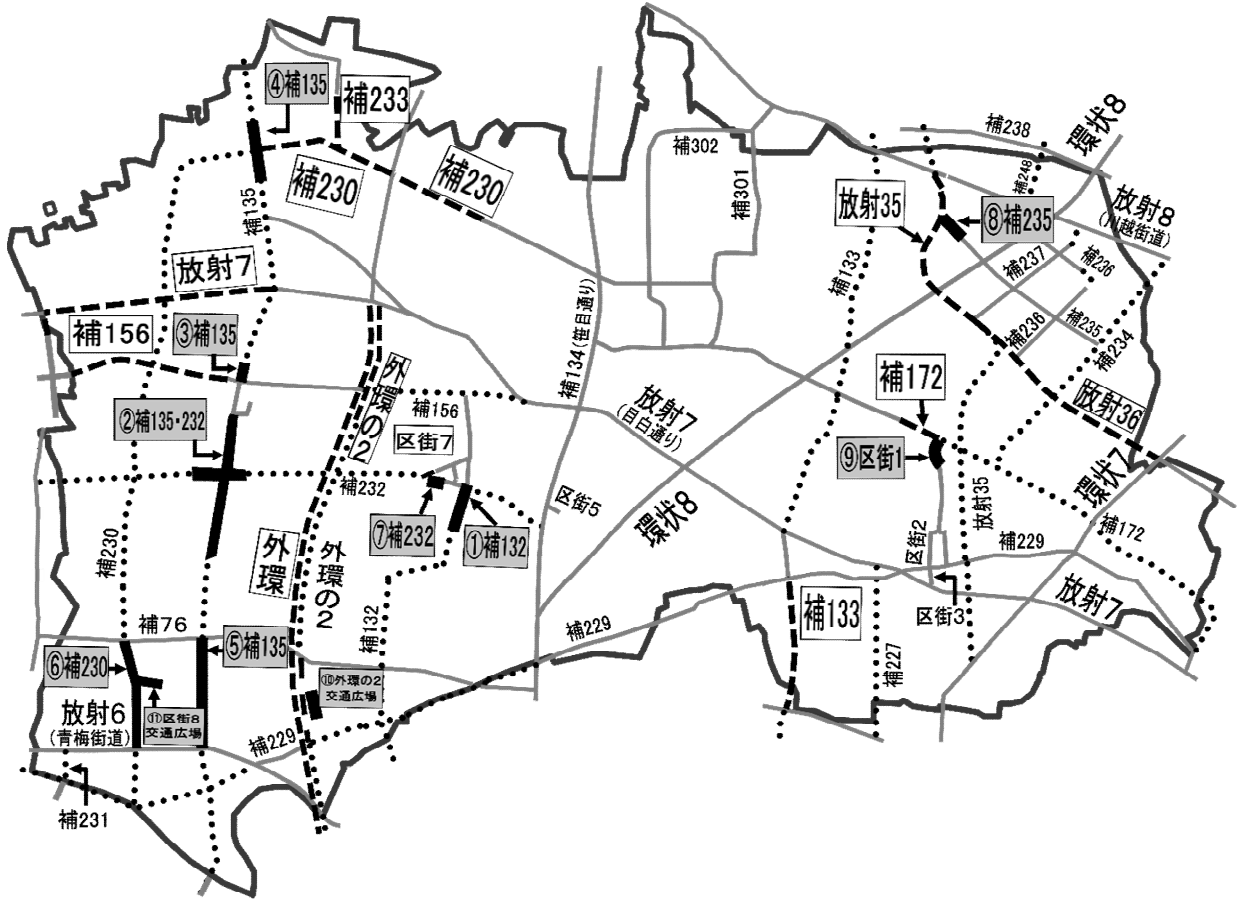 ④補135
補233
補238
環状8
補302
補230
補230
補301
補248
補135
放射35
⑧補235
放射8
(川越街道)
放射7
補237
補236
補133
補156
③補135
補134(笹目通り)
補236
補235
補234
外環の2
補172
放射7
(目白通り)
放射36
②補135・232
補156
区街7
⑨区街1
環状7
補232
区街5
環状8
放射35
⑦補232
①補132
補172
補230
外環
外環の2
区街2
補229
補76
補132
補133
区街3
放射7
⑤補135
補229
⑥補230
補227
⑩外環の2
交通広場
放射6
(青梅街道)
⑪区街8
交通広場
補229
補231